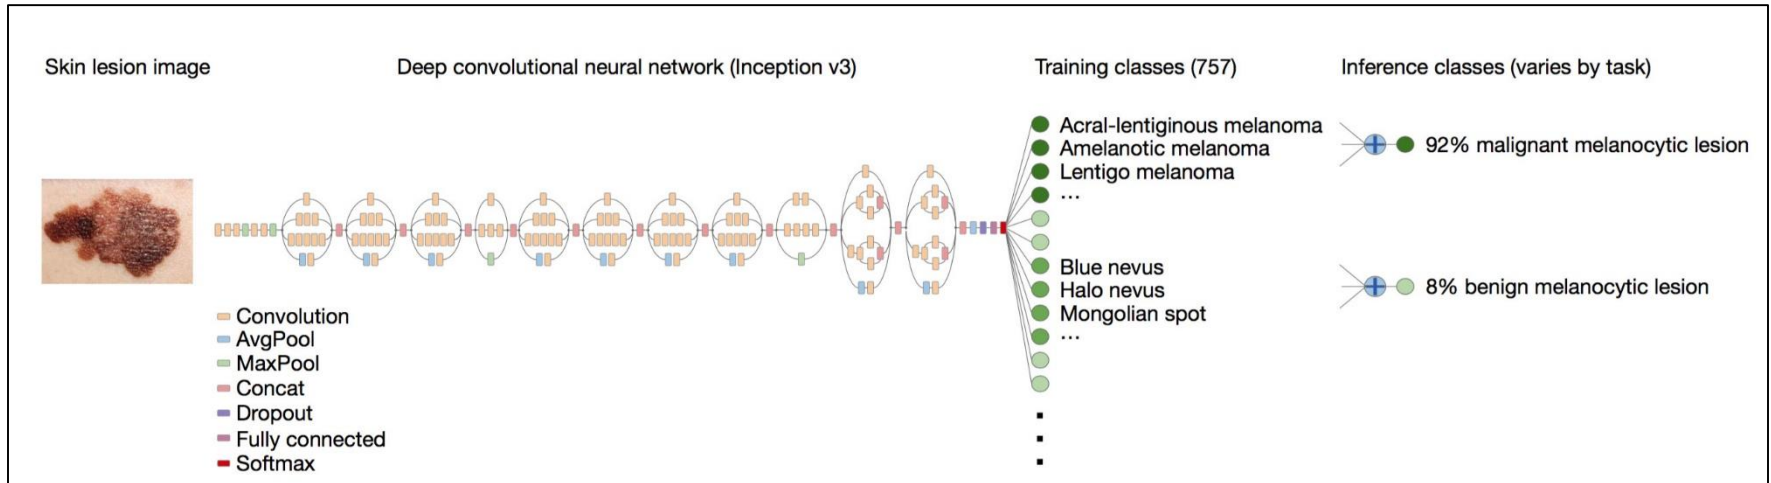 Skin lesion image
Deep convolutional neural network (Inception v3)
Training classes (757)
Inference classes (varies by task)
Acral-lentiginous melanoma
Amelanotic melanoma
Lentigo melanoma
...
Blue nevus
Halo nevus
Mongolian spot
...
92% malignant melanocytic lesion
8% benign melanocytic lesion
Convolution
AvgPool
MaxPool
Concat
Dropout
Fully connected
Softmax